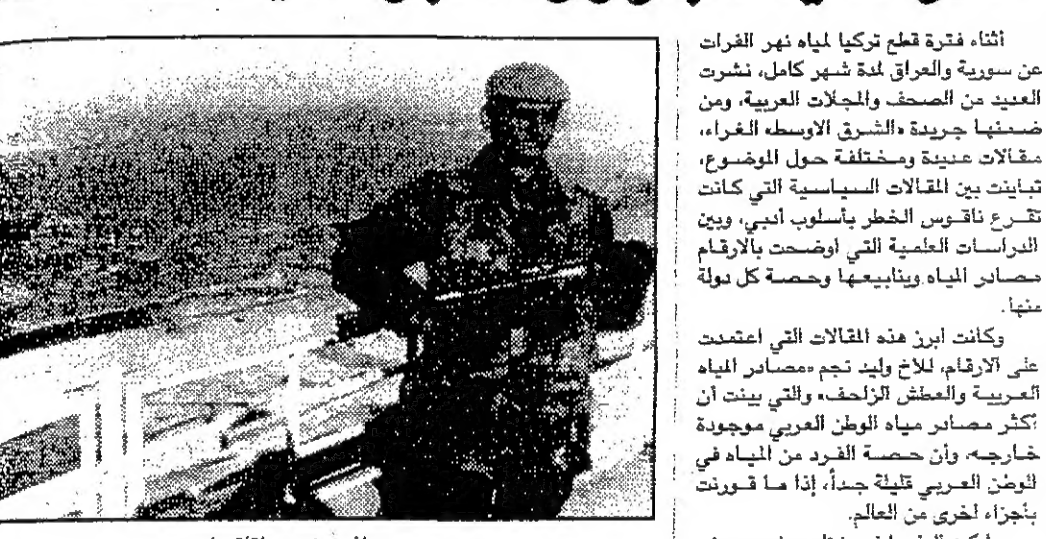 أثناء فترة قطع تركيا لمياه نهر الفرات
عن سورية والعراق لمدة شهر كامل، نشرت
العديد من الصحف والمجلات العربية، ومن
ضمنها جريدة «الشرق الاوسط» الغراء،
مقالات عديدة ومختلفة حول الموضوع،
تباينت بين المقالات السياسية التي كانت
تقرع ناقوس الخطر بأسلوب أدبي، وبين
الدراسات العلمية التي اوضحت بالارقام
مصادر المياه وينابيعها وحصة كل دولة
منها.
وكانت ابرز هذه المقالات التي اعتمدت
على الارقام، للاخ وليد نجم «مصادر المياه
العربية والعطش الزاحف» والتي بينت أن
أكثر مصادر مياه الوطن العربي موجودة
خارجه، وأن حصة الفرد من المياه في
الوطن العربي قليلة جداً، إذا ما قورنت
بأجزاء اخرى من العالم.